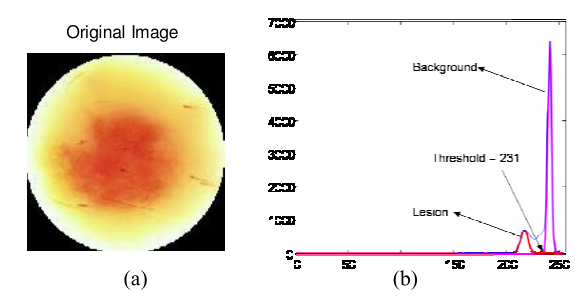 Original Image
7000
6000
5000
4000
3000
2000
1000
0
Background
Threshold – 231
Lesion
0
50
150
200
250
(a)
(b)